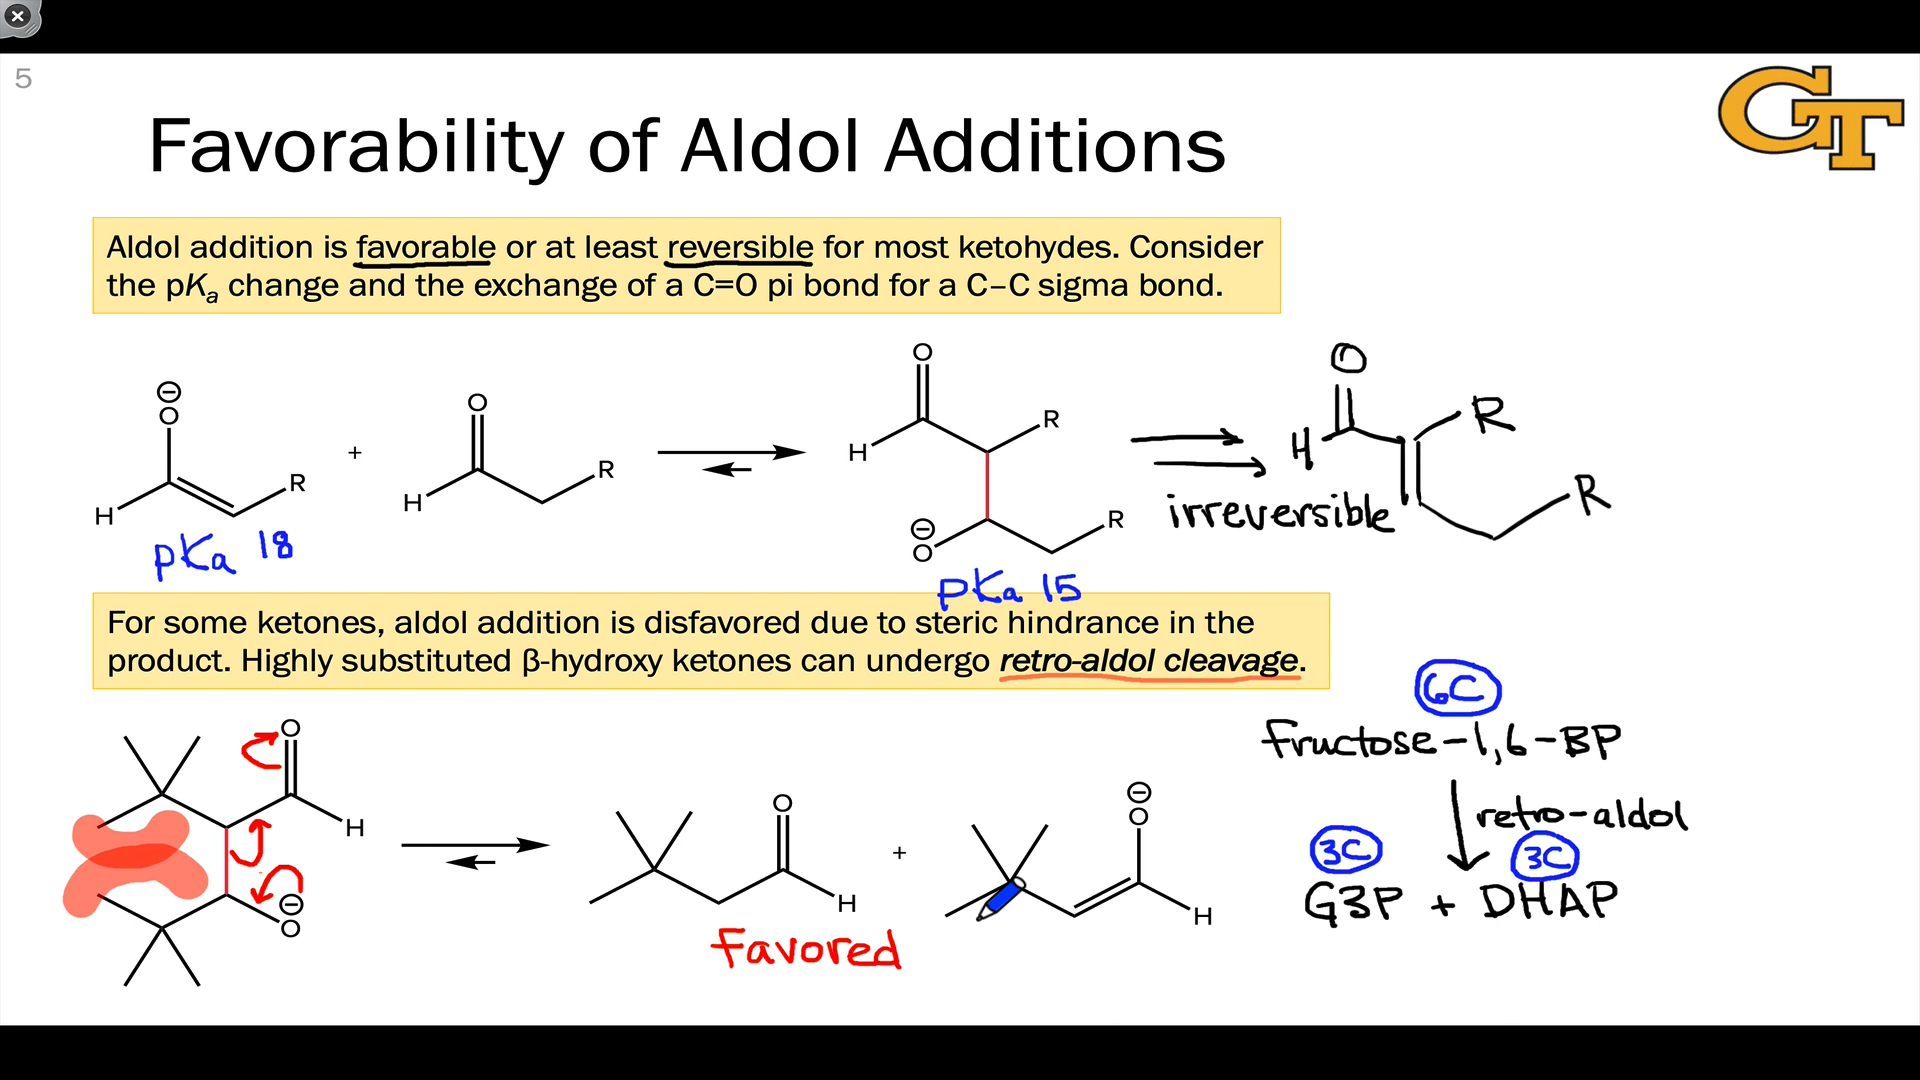 5
GT
Favorability of Aldol Additions
Aldol addition is favorable or at least reversible for most ketohydes. Consider
the pKa change and the exchange of a C=O pi bond for a C–C sigma bond.
⊖
O
H
R
pKa 18
+
O
H
R
O
H
R
⊖
O
R
pKa 15
irreversible
O
H
R
R
For some ketones, aldol addition is disfavored due to steric hindrance in the
product. Highly substituted β-hydroxy ketones can undergo retro-aldol cleavage.
O
H
⊖
O
O
H
Favored
+
⊖
O
H
6C
fructose-1,6-BP
retro-aldol
3C 3C
G3P + DHAP